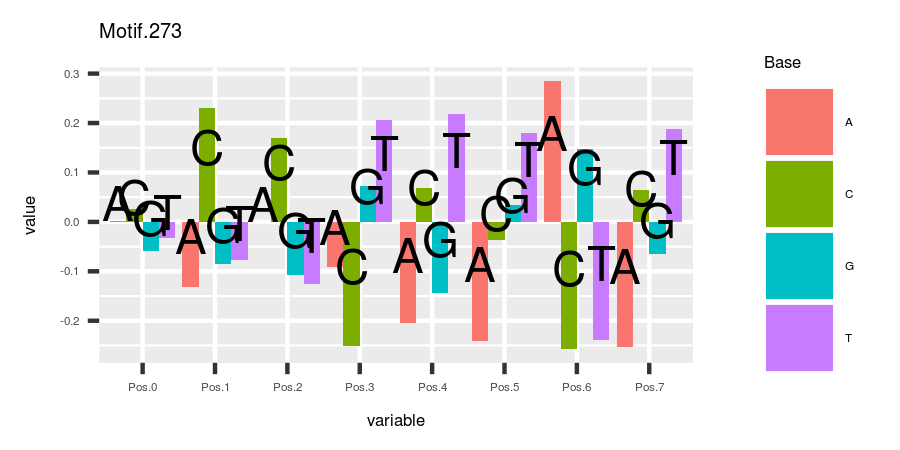 Motif.273
Base
0.3
0.2
0.1
0.0
-0.1
-0.2
value
A C G T
A C G T
A C G T
A C G T
A C G T
A C G T
A C G T
A C G T
Pos.0 Pos.1 Pos.2 Pos.3 Pos.4 Pos.5 Pos.6 Pos.7
variable
A
C
G
T